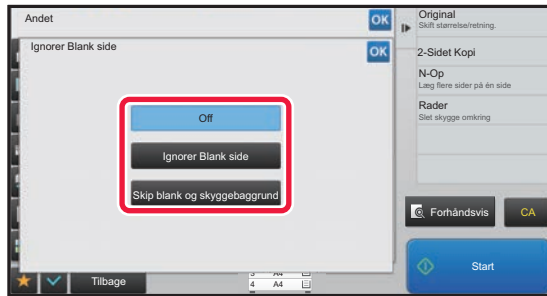 Andet
OK
Ignorer Blank side
OK
Off
Ignorer Blank side
Skip blank og skyggebaggrund
Tilbage
3 A4
4 A4
Original
Skift størrelse/retning.
2-Sidet Kopi
N-Op
Læg flere sider på én side
Rader
Slet skygge omkring
Forhåndsvis
CA
Start